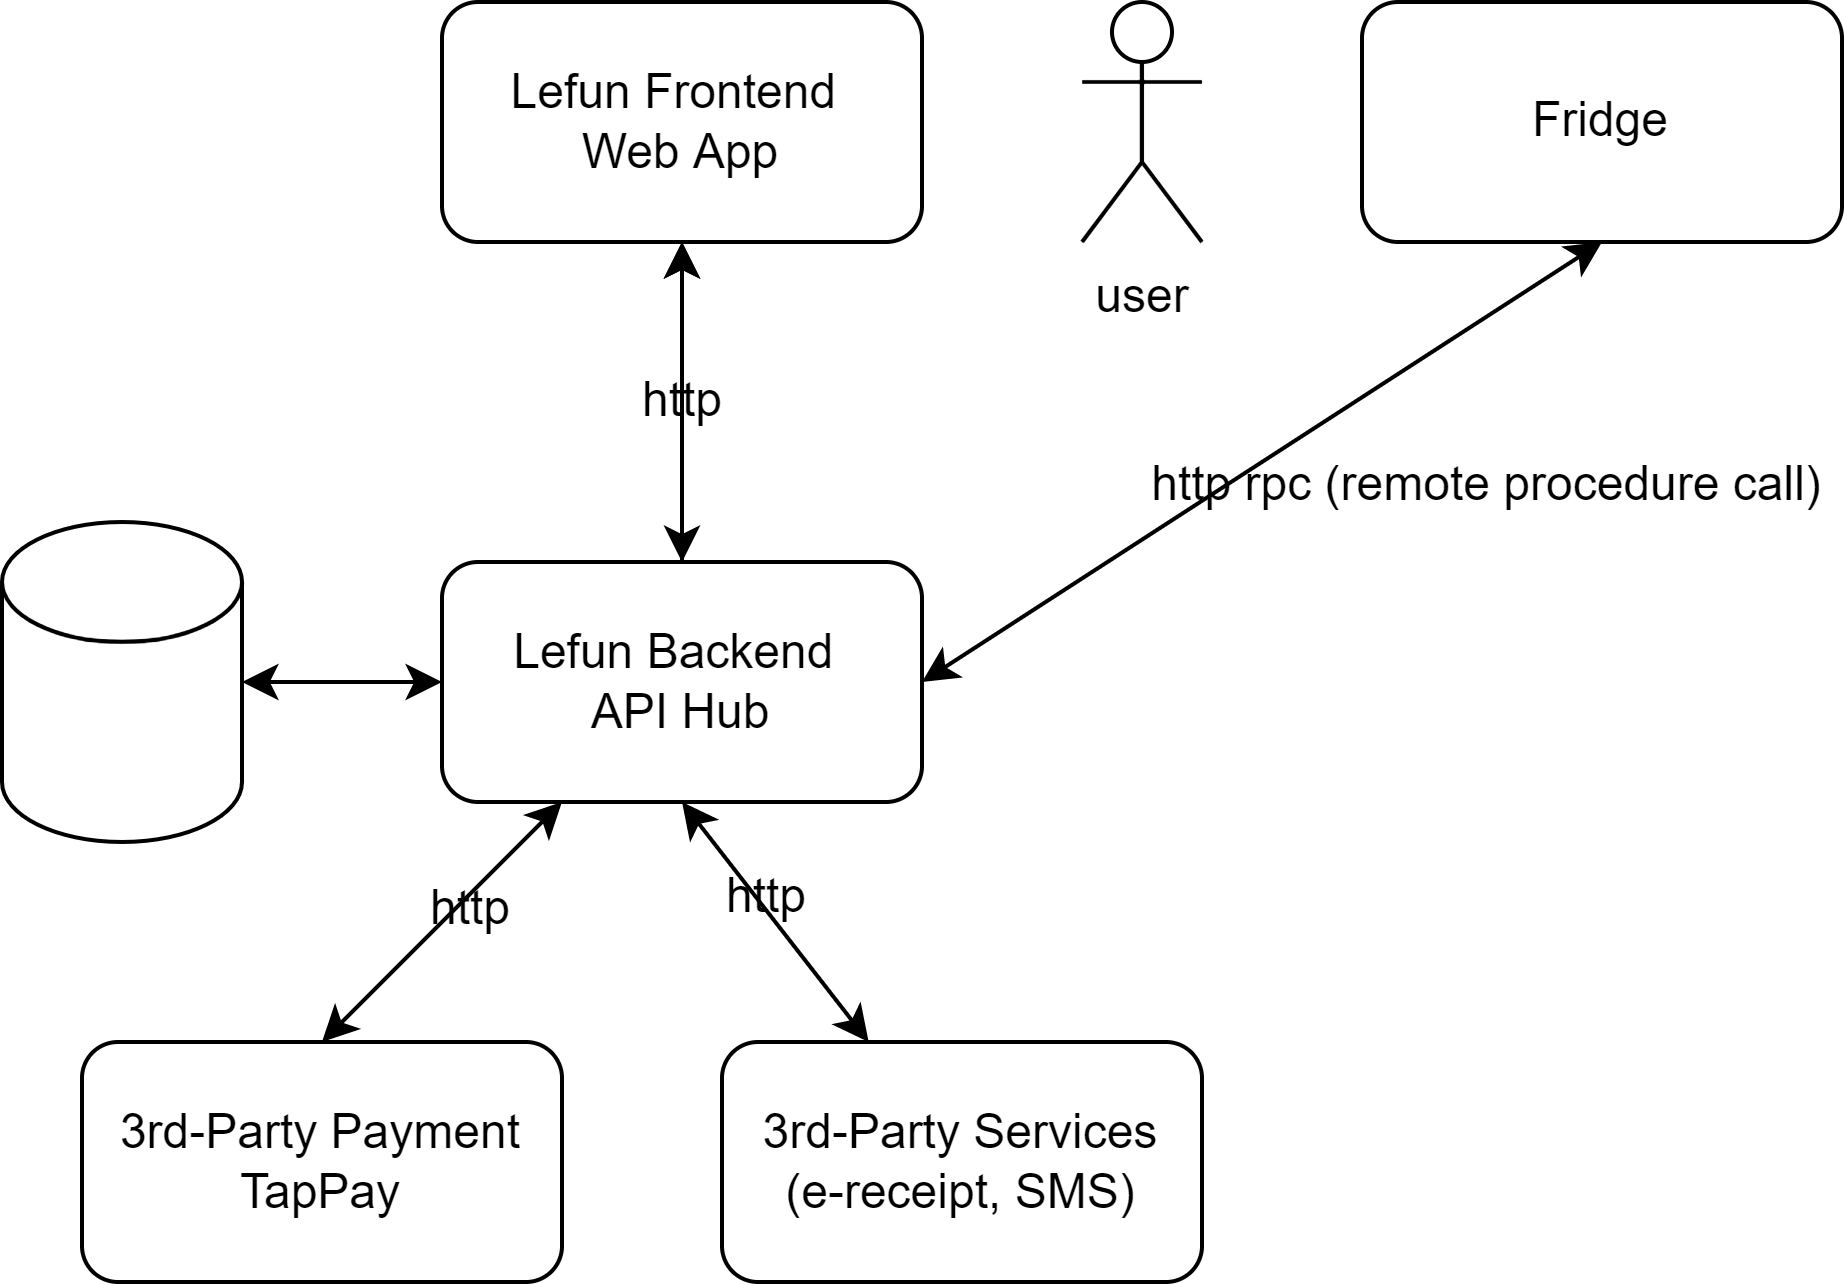 Lefun Frontend
Web App
Fridge
user
http
http rpc (remote procedure call)
Lefun Backend
API Hub
http
http
3rd-Party Payment
TapPay
3rd-Party Services
(e-receipt, SMS)